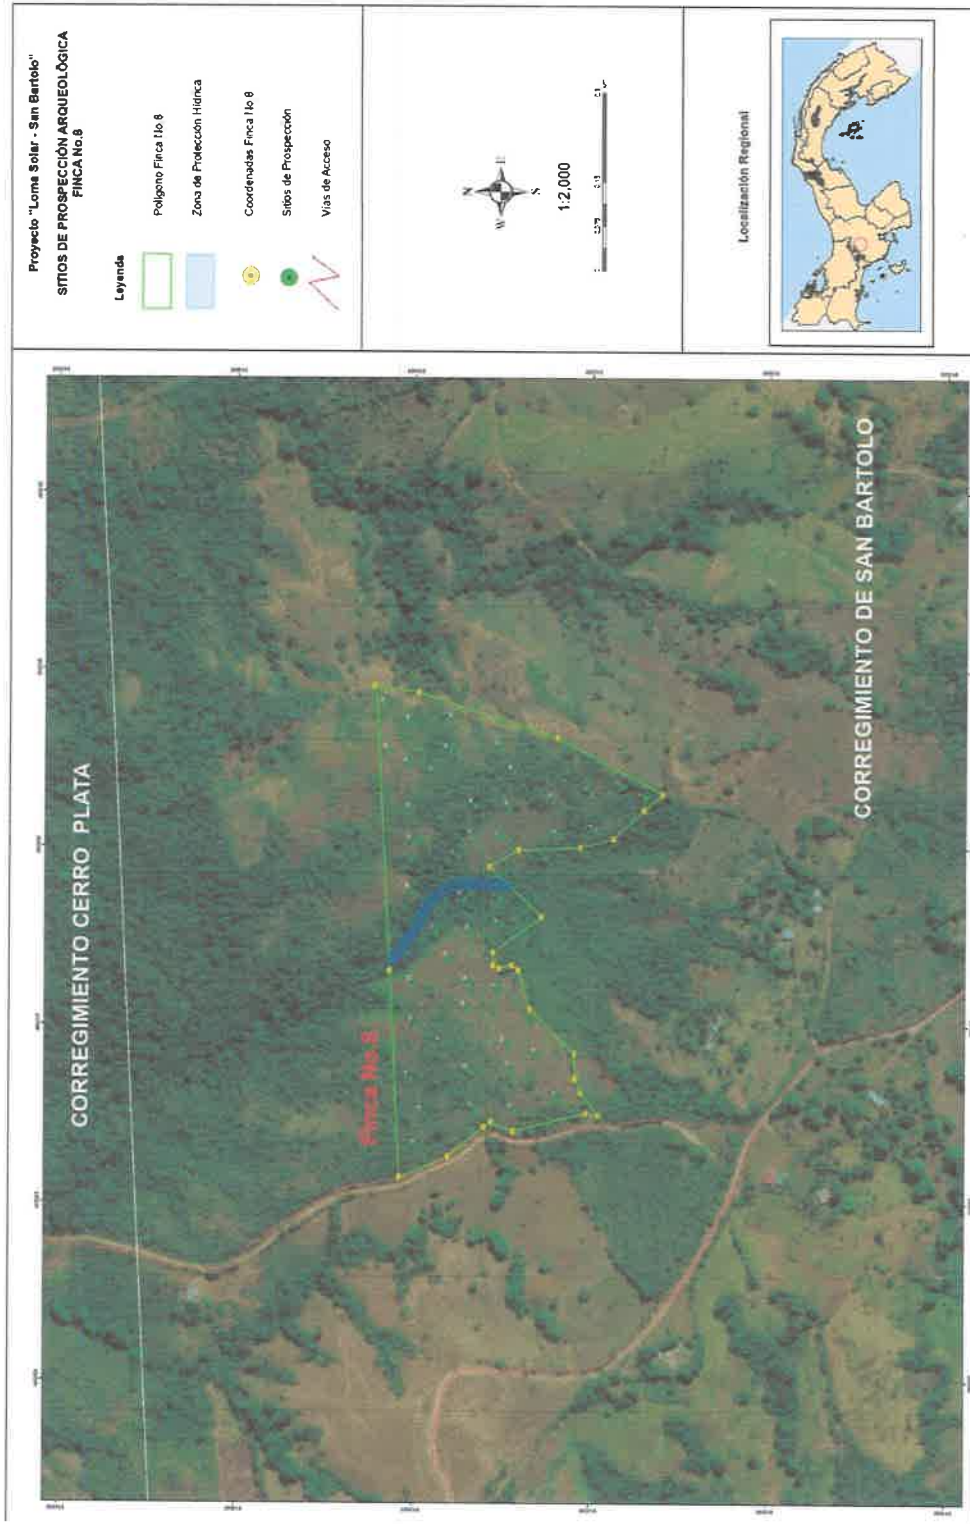 Proyecto "Loma Solar - San Bartolo"
SITIOS DE PROSPECCIÓN ARQUEOLÓGICA
FINCA No.8
Leyenda
Poligono Finca No 8
Zona de Protección Hídrica
Coordenadas Finca No 8
Sitios de Prospección
Vias de Acceso
N
W
E
S
1:2,000
Localización Regional
CORREGIMIENTO CERRO PLATA
Finca No.8
CORREGIMIENTO DE SAN BARTOLO